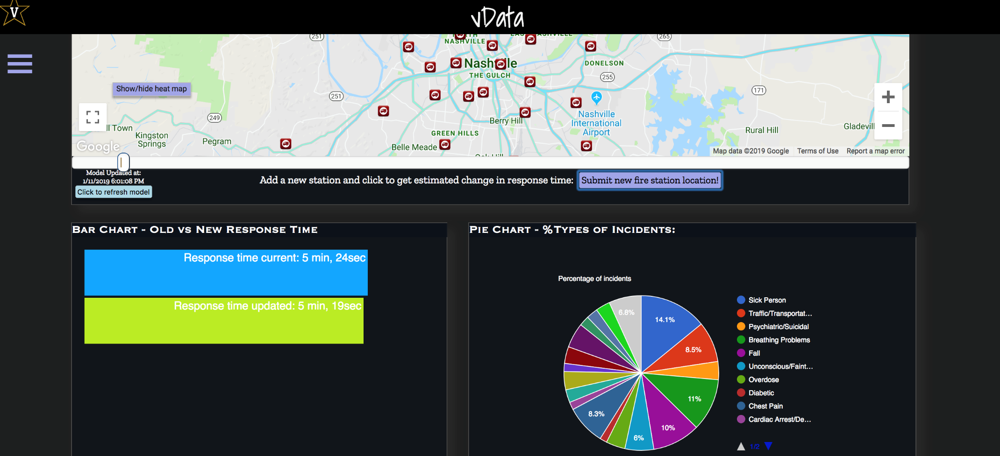 V
vData
251
265
NORTH
NASHVILLE
EAST NASHVILLE
Nashville
THE GULCH
DONELSON
255
Show/hide heat map
251
171
249
Nashville
International
Airport
Berry Hill
ll Town
Kingston
Springs
Pegram
GREEN HILLS
Belle Meade
Rural Hill
Gladevill
Google
Oak Hill
Map data ©2019 Google
Terms of Use
Report a map error
Model Updated at:
1/11/2019 6:01:08 PM
Click to refresh model
Add a new station and click to get estimated change in response time:
Submit new fire station location!
Bar Chart - Old vs New Response Time
Response time current: 5 min, 24sec
Response time updated: 5 min, 19sec
Pie Chart - %Types of Incidents:
Percentage of incidents
6.8%
14.1%
8.5%
11%
10%
6%
8.3%
Sick Person
Traffic/Transportat...
Psychiatric/Suicidal
Breathing Problems
Fall
Unconscious/Faint...
Overdose
Diabetic
Chest Pain
Cardiac Arrest/De...
1/2